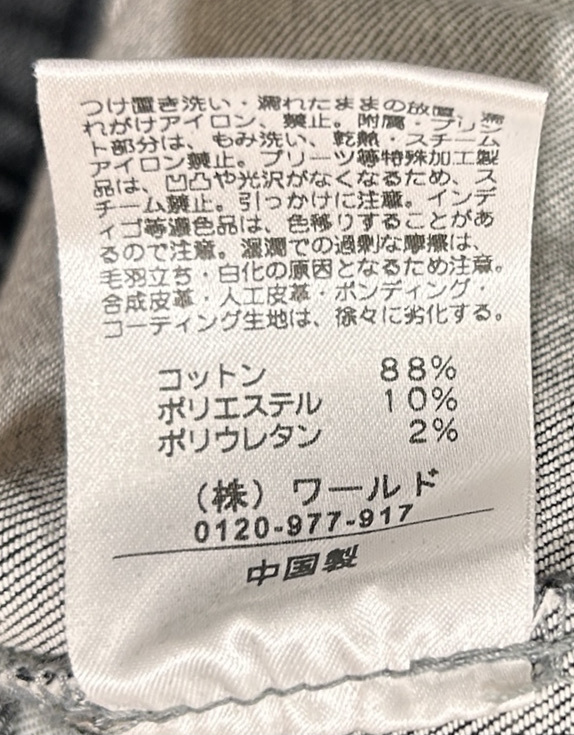 つけ置き洗い・濡れたままの放置、濡
れがけアイロン、禁止。附属・プリン
ト部分は、もみ洗い、乾熱・スチーム
アイロン禁止。プリーツ等特殊加工製
品は、凹凸や光沢がなくなるため、ス
チーム禁止。引っかけに注意。インデ
ィゴ等濃色品は、色移りすることがあ
るので注意。湿潤での過剰な摩擦は、
毛羽立ち・白化の原因となるため注意。
合成皮革・人工皮革・ボンディング・
コーティング生地は、徐々に劣化する。
コットン 88%
ポリエステル 10%
ポリウレタン 2%
（株）ワールド
0120-977-917
中国製